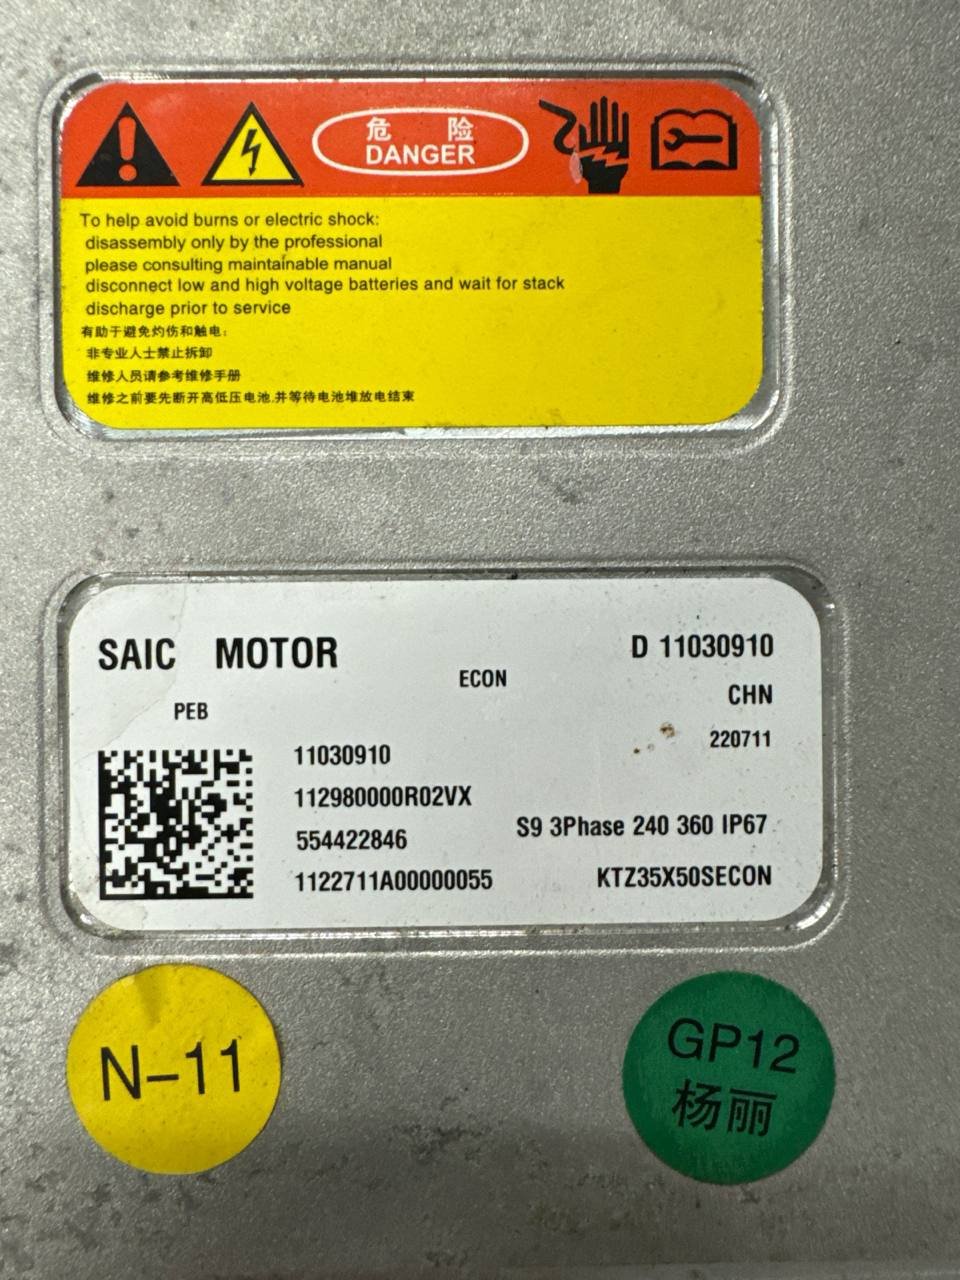 危 险
DANGER
To help avoid burns or electric shock:
disassembly only by the professional
please consulting maintainable manual
disconnect low and high voltage batteries and wait for stack
discharge prior to service
有助于避免灼伤和触电:
非专业人士禁止拆卸
维修人员请参考维修手册
维修之前要先断开高低压电池,并等待电池堆放电结束
SAIC MOTOR
D 11030910
ECON
CHN
PEB
220711
11030910
112980000R02VX
S9 3Phase 240 360 IP67
554422846
1122711A00000055
KTZ35X50SECON
N-11
GP12
杨丽